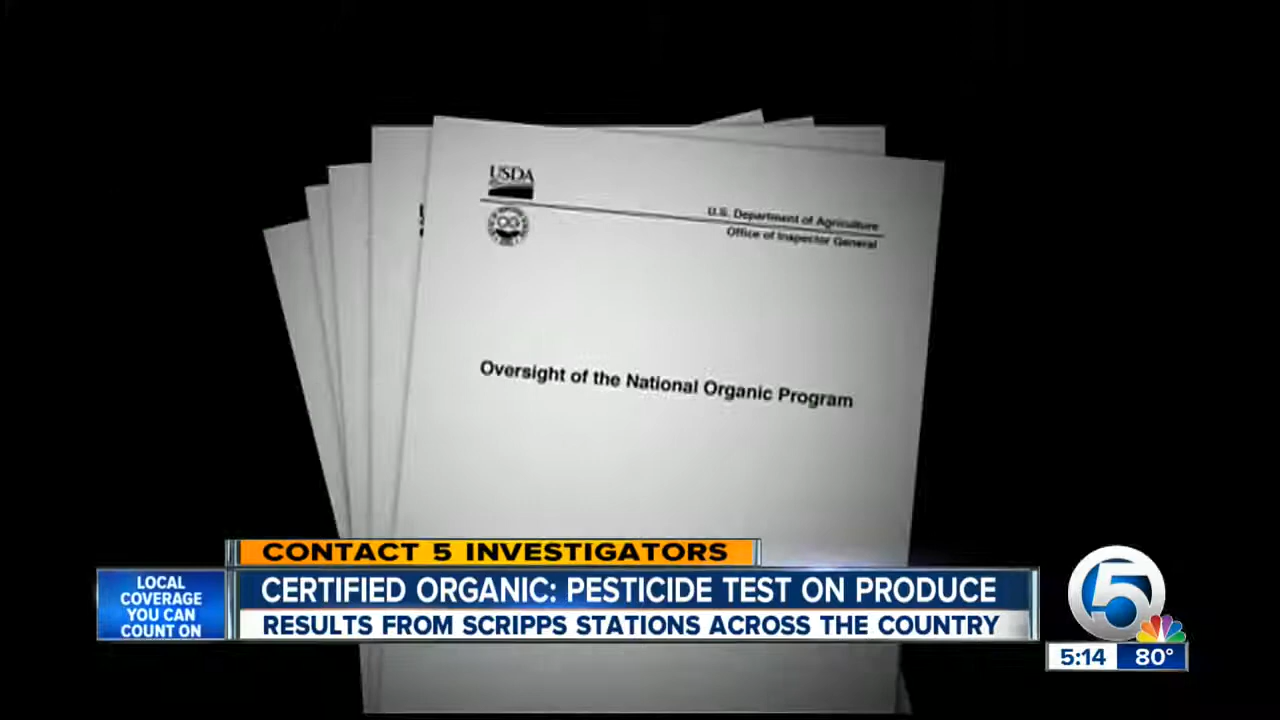 USDA
U.S. Department of Agriculture
Office of Inspector General
Oversight of the National Organic Program
CONTACT 5 INVESTIGATORS
LOCAL
COVERAGE
YOU CAN
COUNT ON
CERTIFIED ORGANIC: PESTICIDE TEST ON PRODUCE
RESULTS FROM SCRIPPS STATIONS ACROSS THE COUNTRY
5
5:14 80°